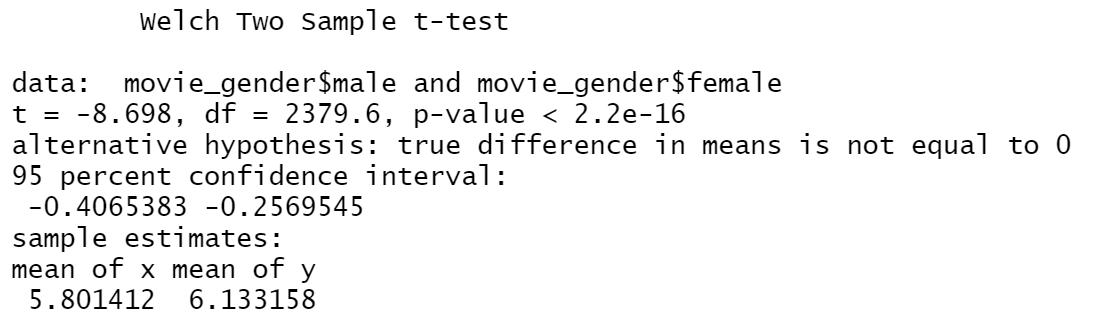 Welch Two Sample t-test
data:  movie_gender$male and movie_gender$female
t = -8.698, df = 2379.6, p-value < 2.2e-16
alternative hypothesis: true difference in means is not equal to 0
95 percent confidence interval:
 -0.4065383 -0.2569545
sample estimates:
mean of x mean of y
 5.801412  6.133158